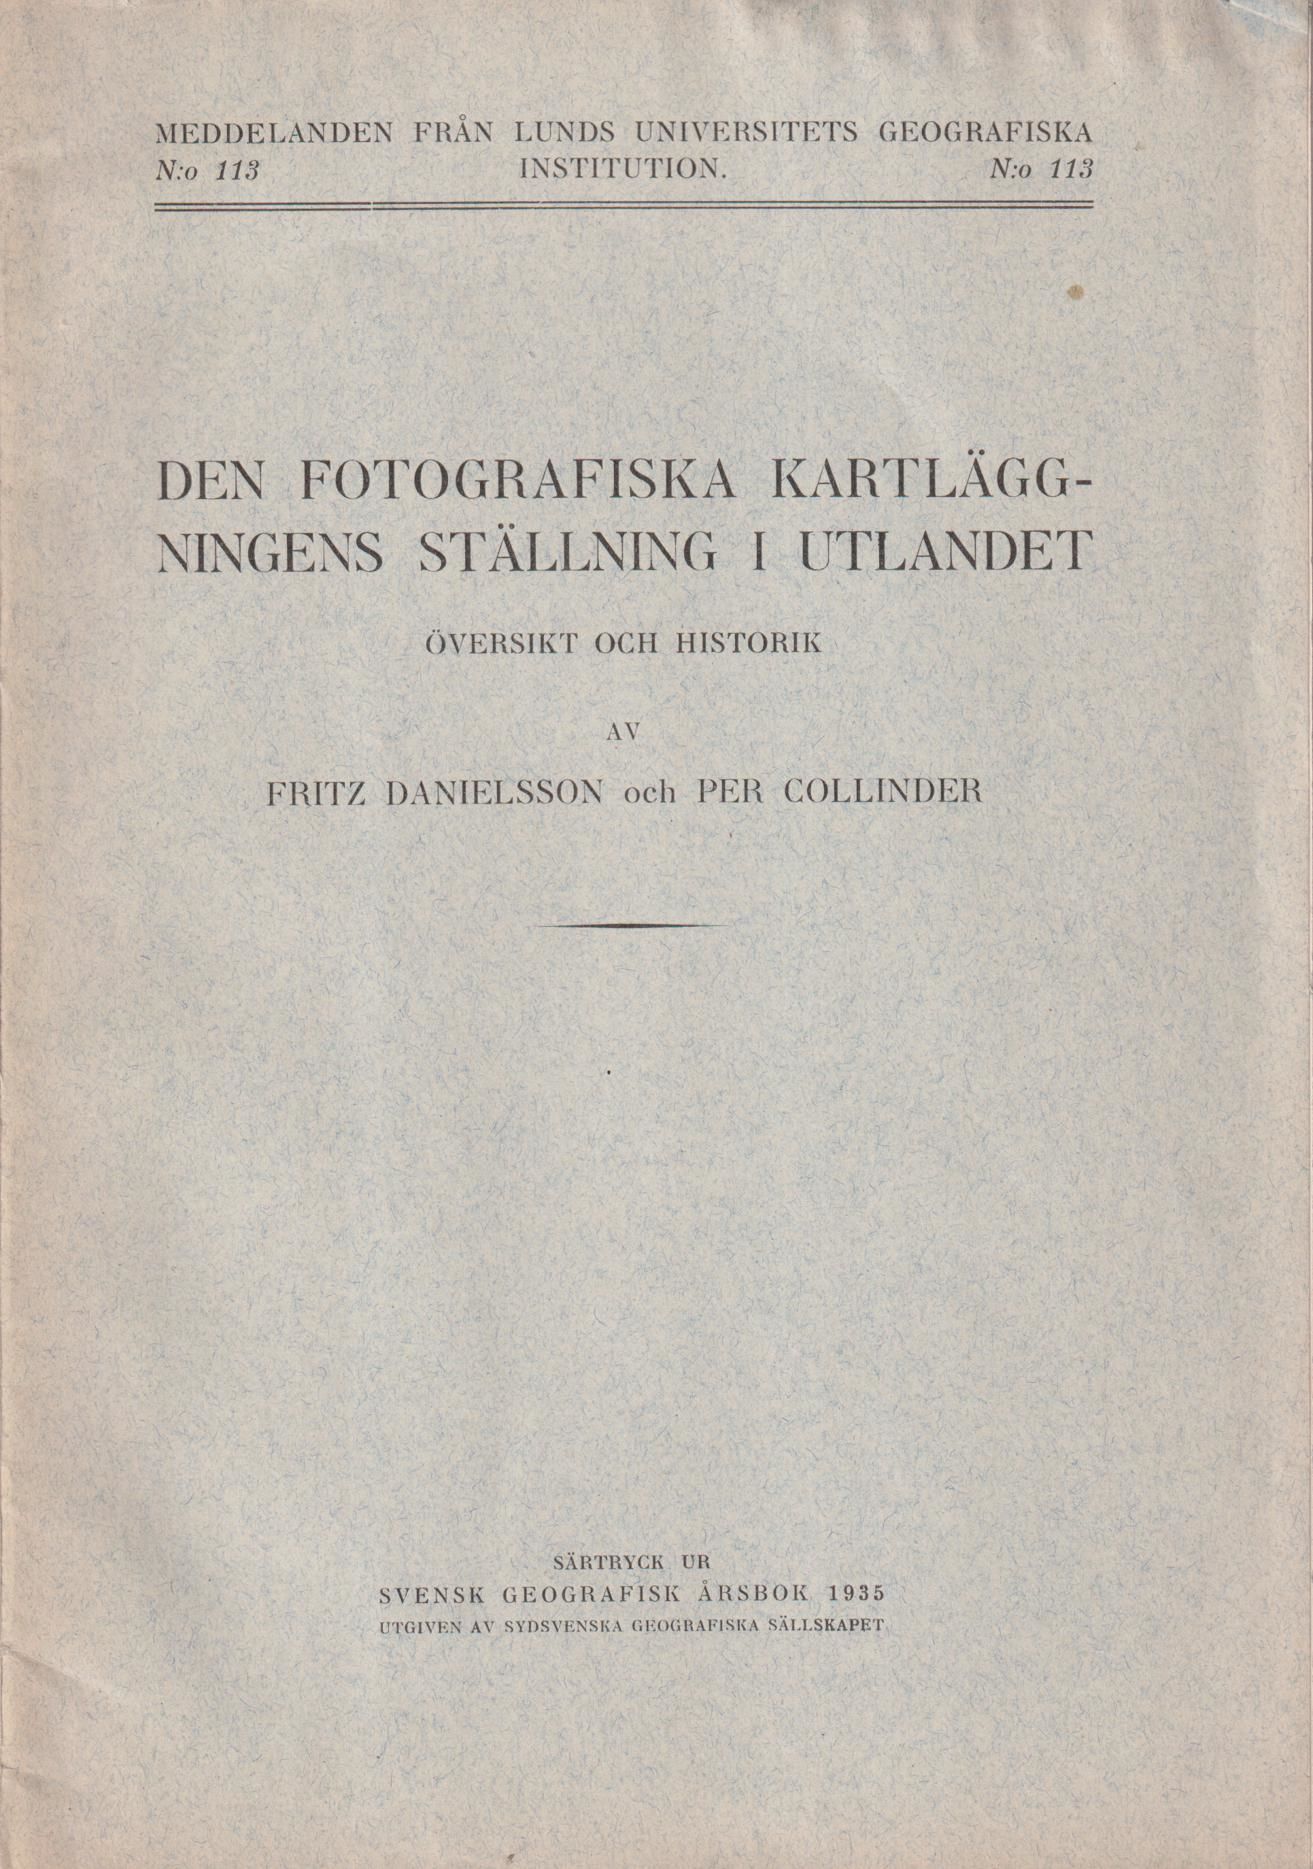 MEDDELANDEN FRÅN LUNDS UNIVERSITETS GEOGRAFISKA
N:o 113 INSTITUTION. N:o 113
DEN FOTOGRAFISKA KARTLÄGG-
NINGENS STÄLLNING I UTLANDET
ÖVERSIKT OCH HISTORIK
AV
FRITZ DANIELSSON och PER COLLINDER
SÄRTRYCK UR
SVENSK GEOGRAFISK ÅRSBOK 1935
UTGIVEN AV SYDSVENSKA GEOGRAFISKA SÄLLSKAPET